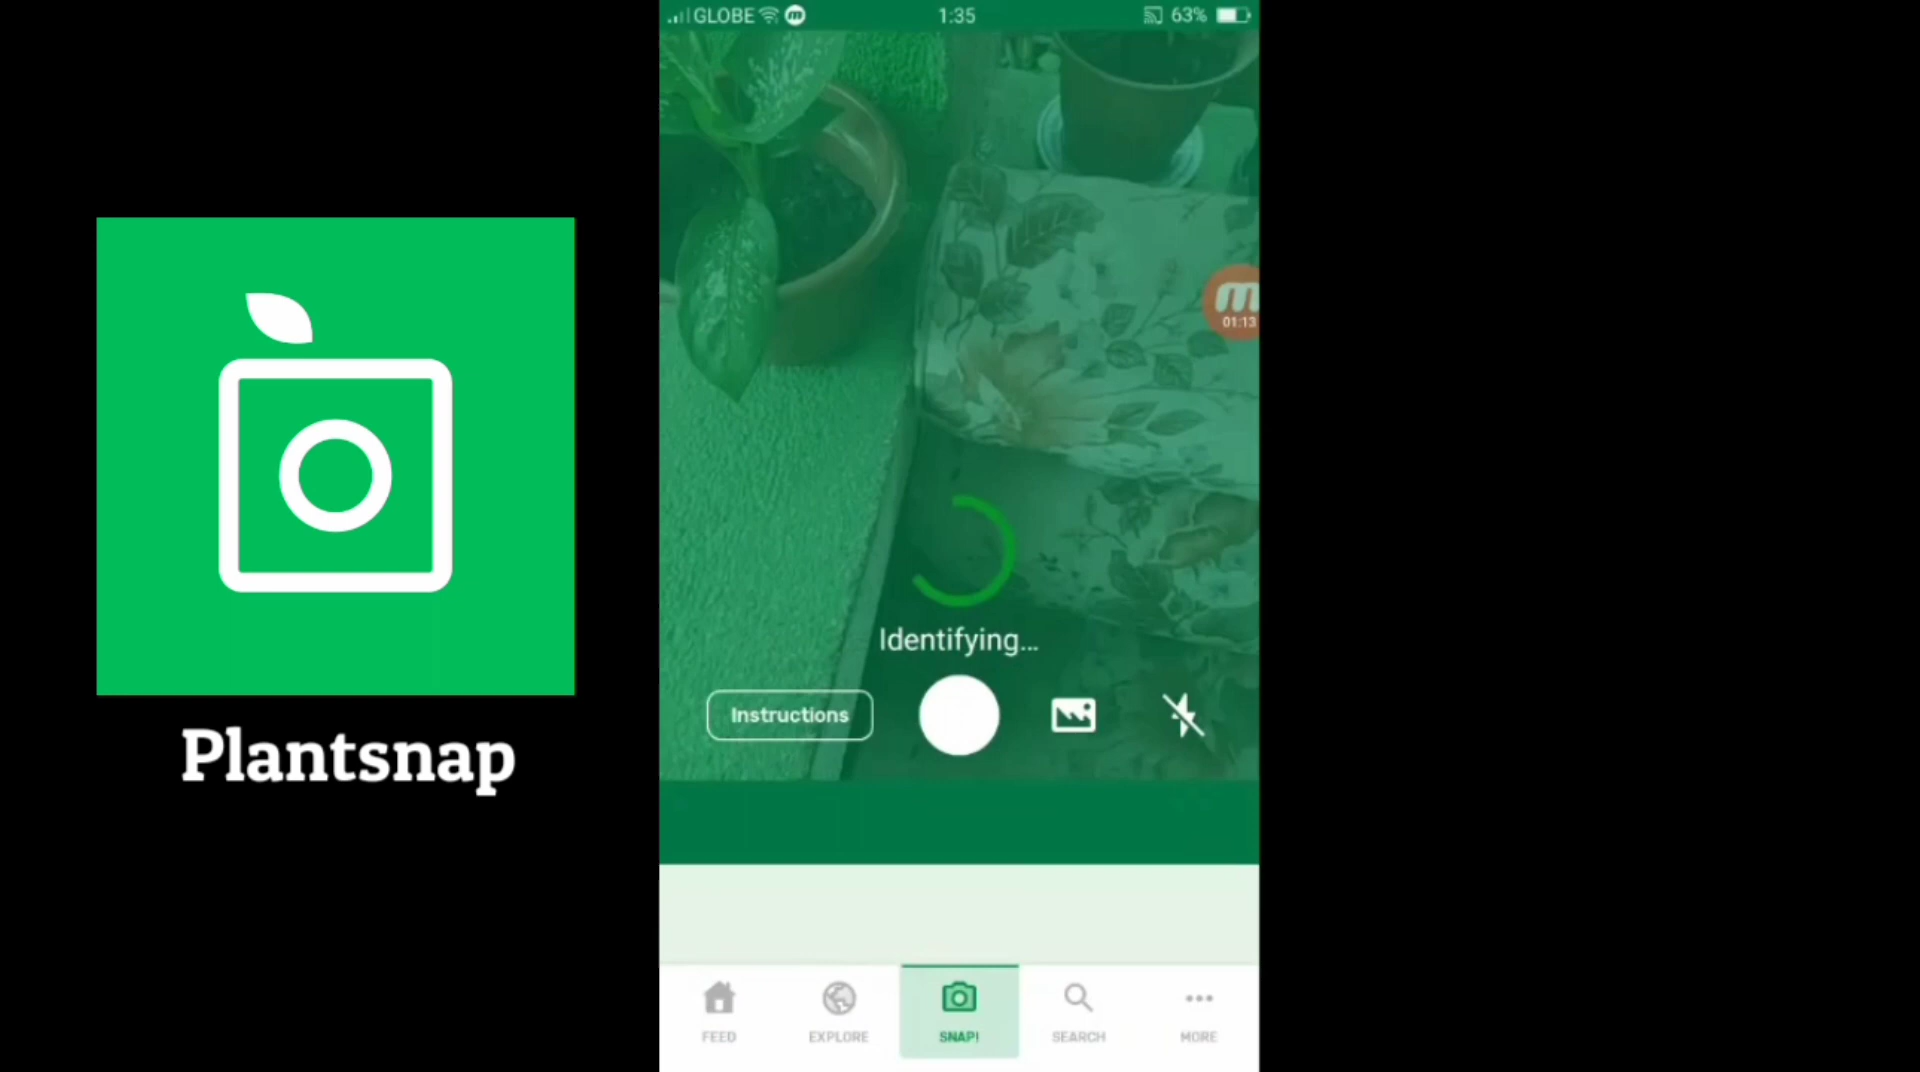 GLOBE
1:35
63%
01:13
Identifying...
Instructions
Plantsnap
FEED
EXPLORE
SNAP!
SEARCH
MORE